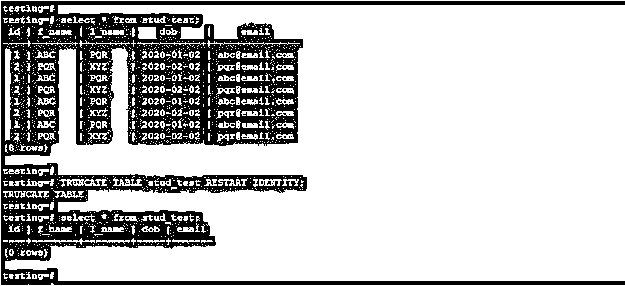 testing=#
testing=# select * from stud_test;
id | f_name | l_name | dob | email
1 | ABC | PQR | 2020-01-02 | abc@email.com
2 | PQR | XYZ | 2020-02-02 | pqr@email.com
1 | ABC | PQR | 2020-01-02 | abc@email.com
2 | PQR | XYZ | 2020-02-02 | pqr@email.com
1 | ABC | PQR | 2020-01-02 | abc@email.com
2 | PQR | XYZ | 2020-02-02 | pqr@email.com
1 | ABC | PQR | 2020-01-02 | abc@email.com
2 | PQR | XYZ | 2020-02-02 | pqr@email.com
(8 rows)
testing=#
testing=# TRUNCATE TABLE stud_test RESTART IDENTITY;
TRUNCATE TABLE
testing=#
testing=# select * from stud_test;
id | f_name | l_name | dob | email
(0 rows)
testing=#